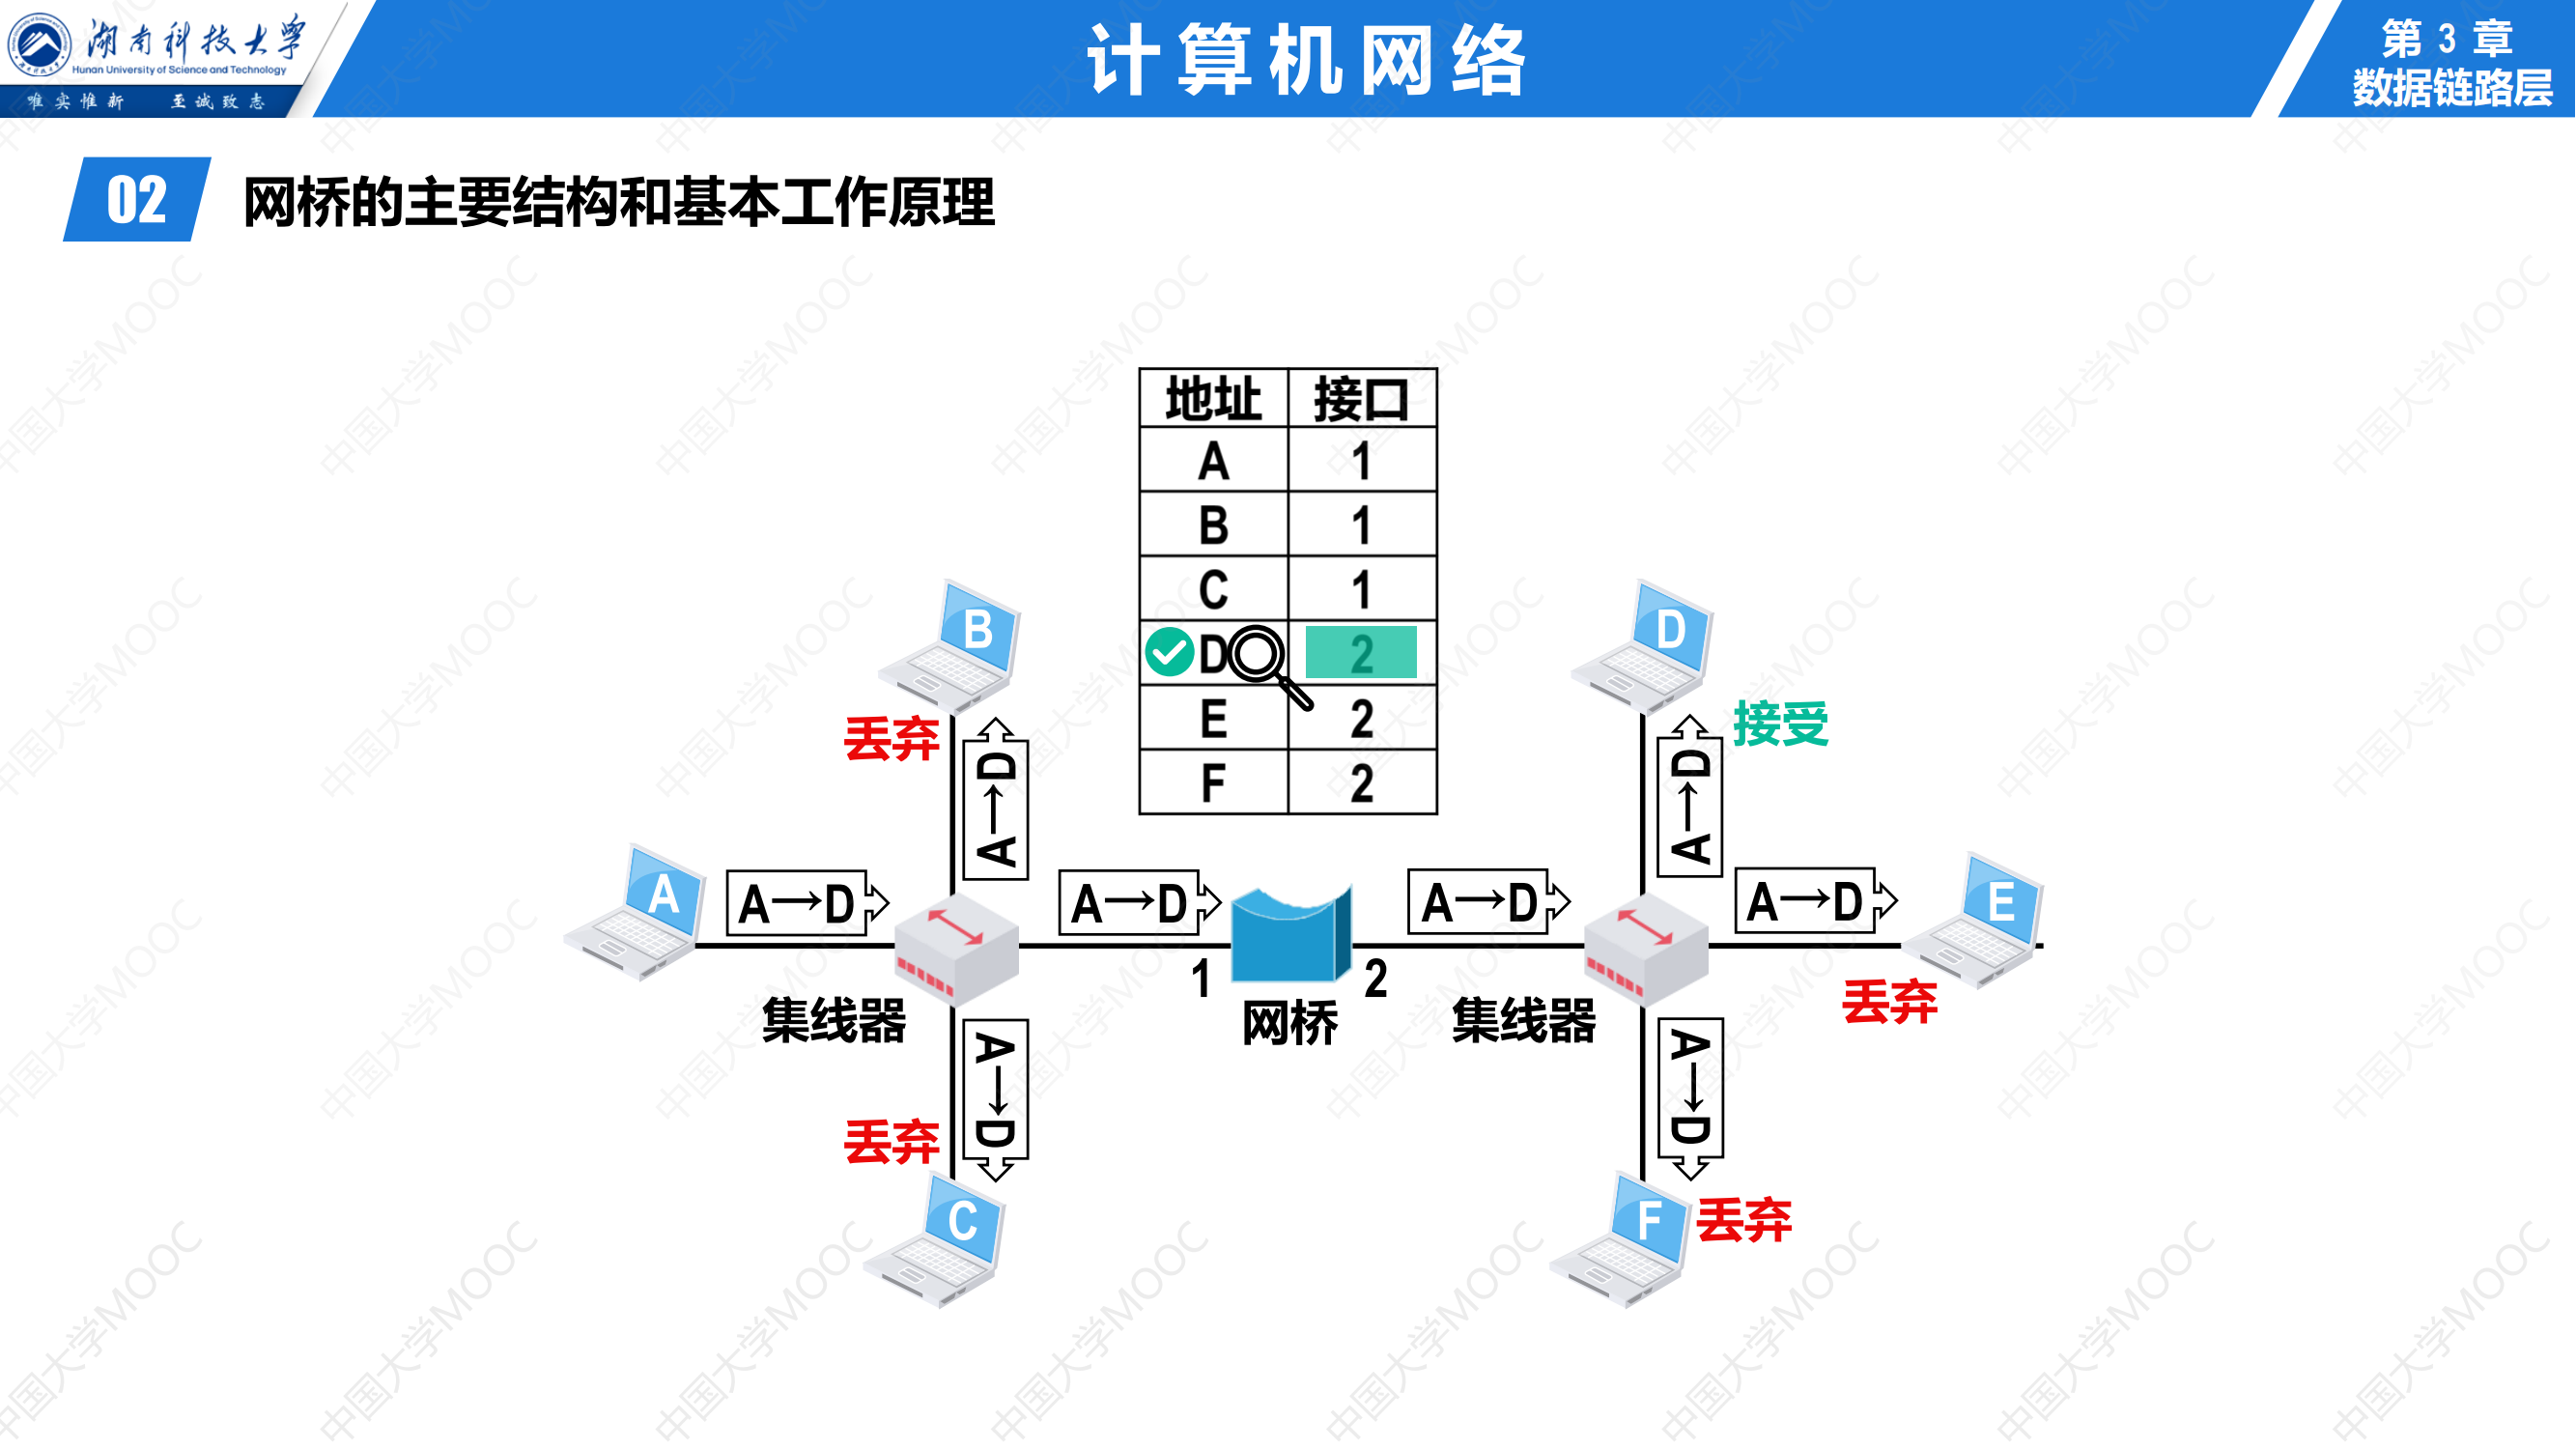 湖南科技大学
Hunan University of Science and Technology
唯实惟新 至诚致志
计算机网络
第 3 章
数据链路层
02 网桥的主要结构和基本工作原理
地址 接口
A 1
B 1
C 1
D 2
E 2
F 2
B
丢弃
A→D
D
接受
A→D
A
A→D
A→D
A→D
A→D
E
丢弃
集线器
1
网桥
2
集线器
A→D
丢弃
C
A→D
F
丢弃
中国大学MOOC